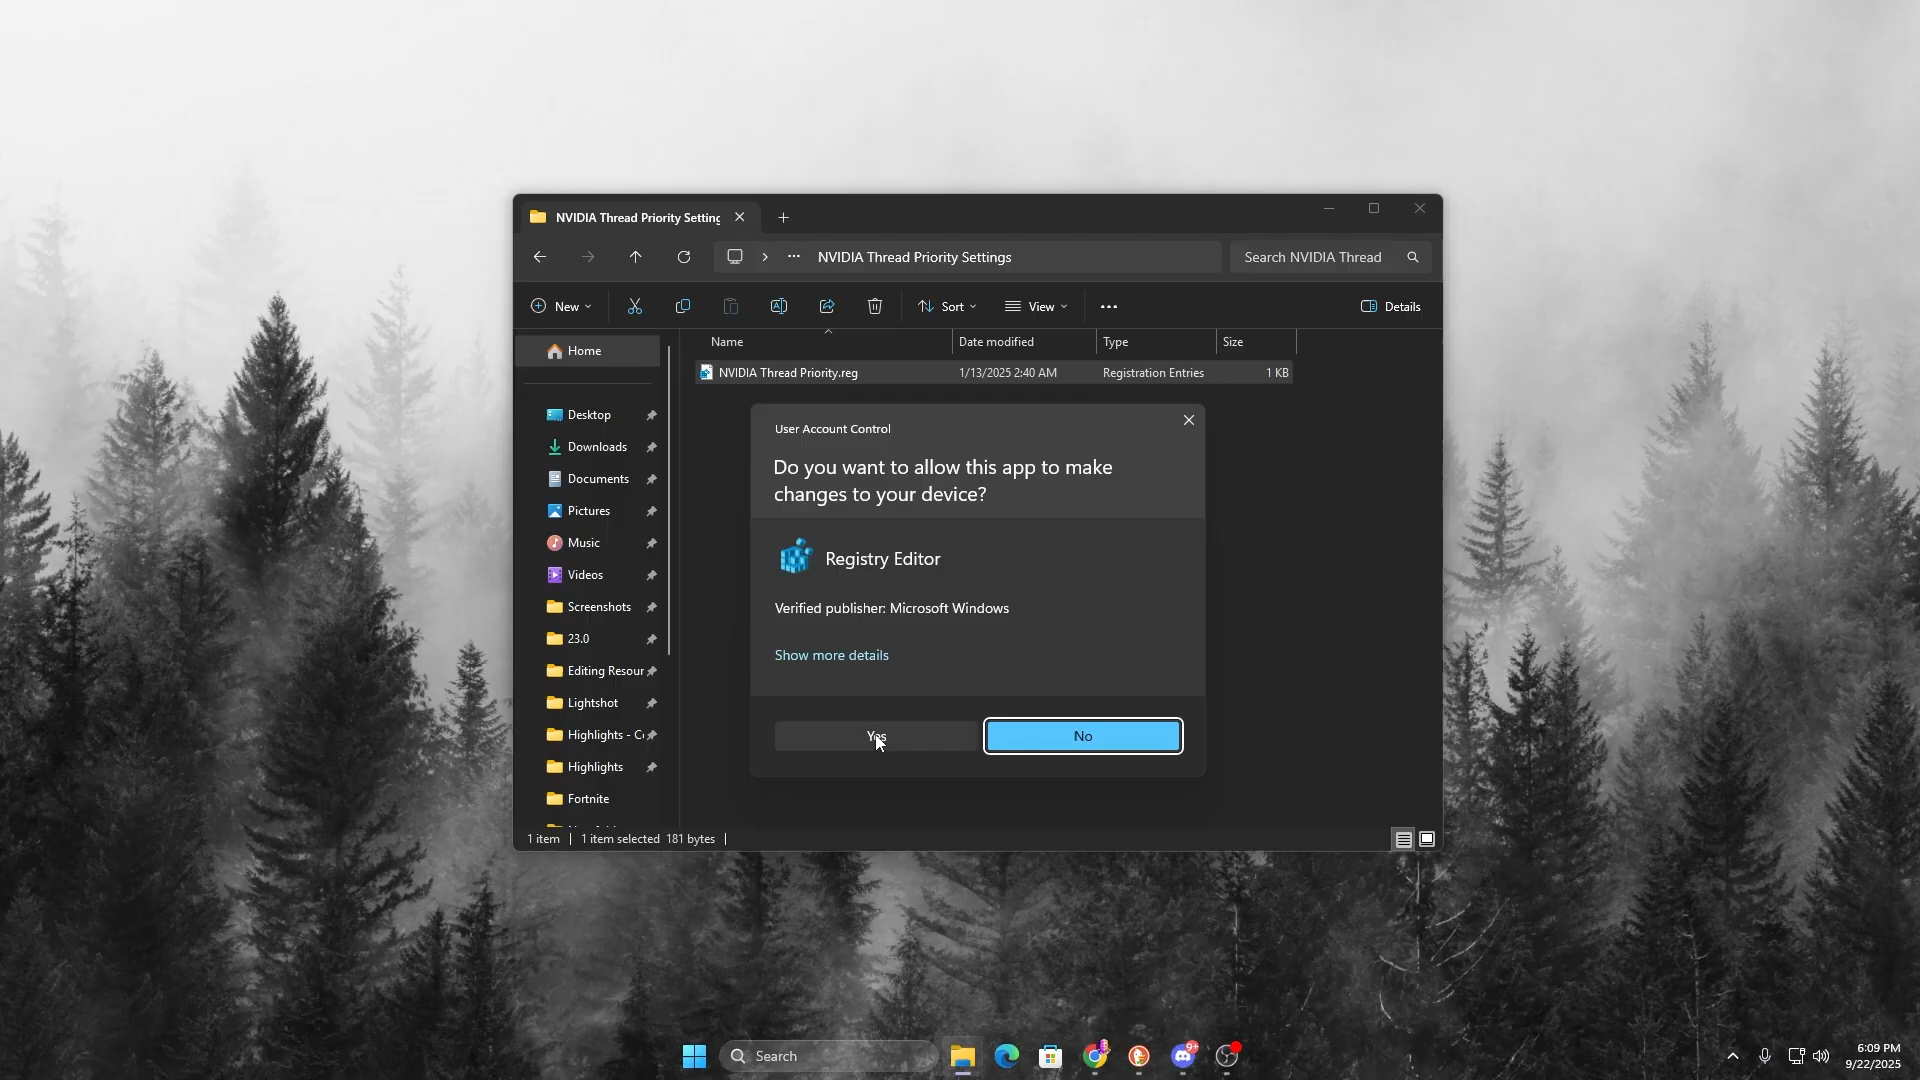 NVIDIA Thread Priority Setting
NVIDIA Thread Priority Settings
Search NVIDIA Thread
New
Sort
View
Details
Home
Name
Date modified
Type
Size
NVIDIA Thread Priority.reg
1/13/2025 2:40 AM
Registration Entries
1 KB
Desktop
Downloads
Documents
Pictures
Music
Videos
Screenshots
23.0
Editing Resour
Lightshot
Highlights - Co
Highlights
Fortnite
User Account Control
Do you want to allow this app to make
changes to your device?
Registry Editor
Verified publisher: Microsoft Windows
Show more details
Yes
No
1 item
1 item selected 181 bytes
Search
9+
6:09 PM
9/22/2025